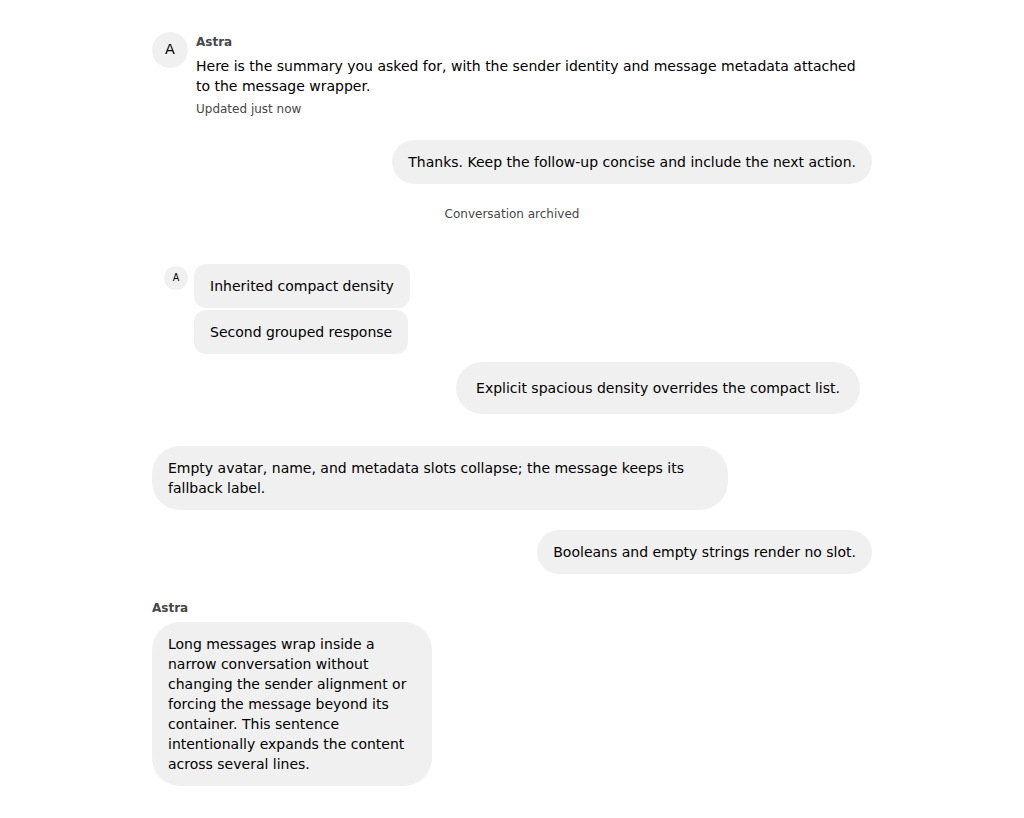 A
Astra
Here is the summary you asked for, with the sender identity and message metadata attached
to the message wrapper.
Updated just now
Thanks. Keep the follow-up concise and include the next action.
Conversation archived
A
Inherited compact density
Second grouped response
Explicit spacious density overrides the compact list.
Empty avatar, name, and metadata slots collapse; the message keeps its
fallback label.
Booleans and empty strings render no slot.
Astra
Long messages wrap inside a
narrow conversation without
changing the sender alignment or
forcing the message beyond its
container. This sentence
intentionally expands the content
across several lines.